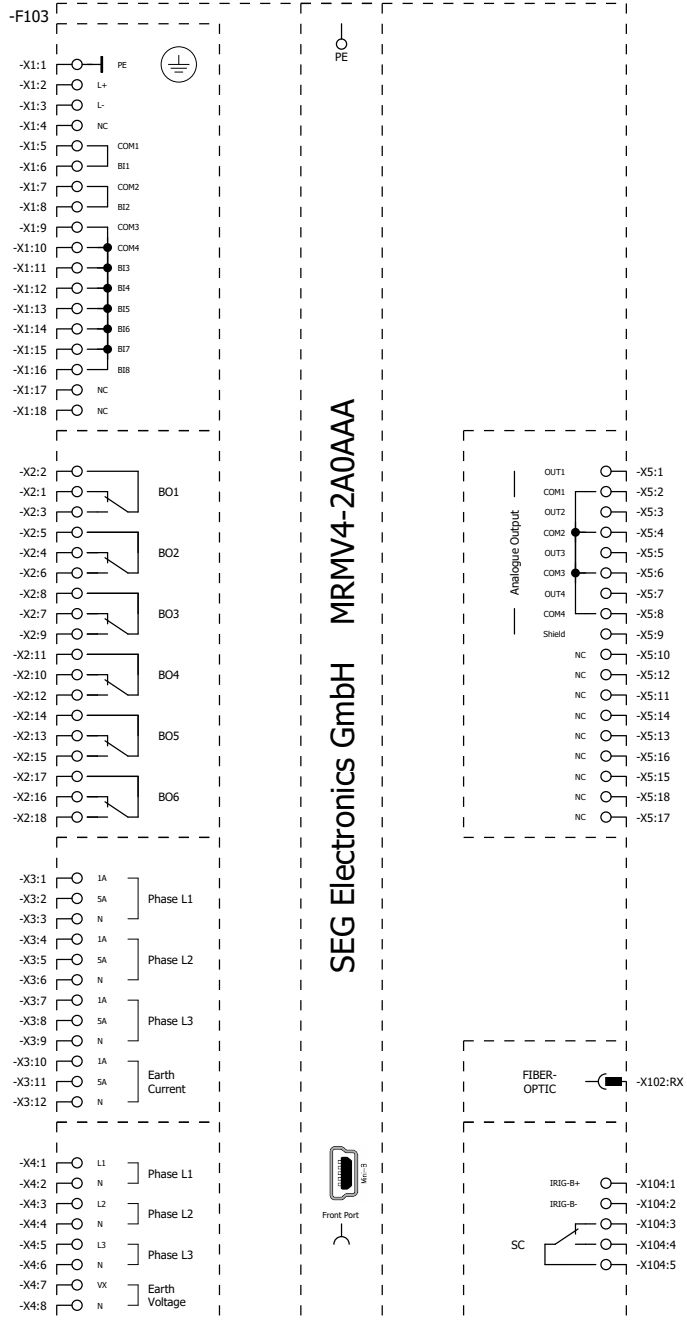 -F103
PE
-X1:1 PE
-X1:2 L+
-X1:3 L-
-X1:4 NC
-X1:5 COM1
-X1:6 BI1
-X1:7 COM2
-X1:8 BI2
-X1:9 COM3
-X1:10 COM4
-X1:11 BI3
-X1:12 BI4
-X1:13 BI5
-X1:14 BI6
-X1:15 BI7
-X1:16 BI8
-X1:17 NC
-X1:18 NC
-X2:2
-X2:1 BO1
-X2:3
-X2:5
-X2:4 BO2
-X2:6
-X2:8
-X2:7 BO3
-X2:9
-X2:11
-X2:10 BO4
-X2:12
-X2:14
-X2:13 BO5
-X2:15
-X2:17
-X2:16 BO6
-X2:18
-X3:1 1A
-X3:2 5A Phase L1
-X3:3 N
-X3:4 1A
-X3:5 5A Phase L2
-X3:6 N
-X3:7 1A
-X3:8 5A Phase L3
-X3:9 N
-X3:10 1A
-X3:11 5A Earth
Current
-X3:12 N
-X4:1 L1
Phase L1
-X4:2 N
-X4:3 L2
Phase L2
-X4:4 N
-X4:5 L3
Phase L3
-X4:6 N
-X4:7 VX Earth
Voltage
-X4:8 N
SEG Electronics GmbH MRMV4-2A0AAA
Mini-B
Front Port
Analogue Output
OUT1 -X5:1
COM1 -X5:2
OUT2 -X5:3
COM2 -X5:4
OUT3 -X5:5
COM3 -X5:6
OUT4 -X5:7
COM4 -X5:8
Shield -X5:9
NC -X5:10
NC -X5:12
NC -X5:11
NC -X5:14
NC -X5:13
NC -X5:16
NC -X5:15
NC -X5:18
NC -X5:17
FIBER-
OPTIC
-X102:RX
IRIG-B+ -X104:1
IRIG-B- -X104:2
-X104:3
SC -X104:4
-X104:5